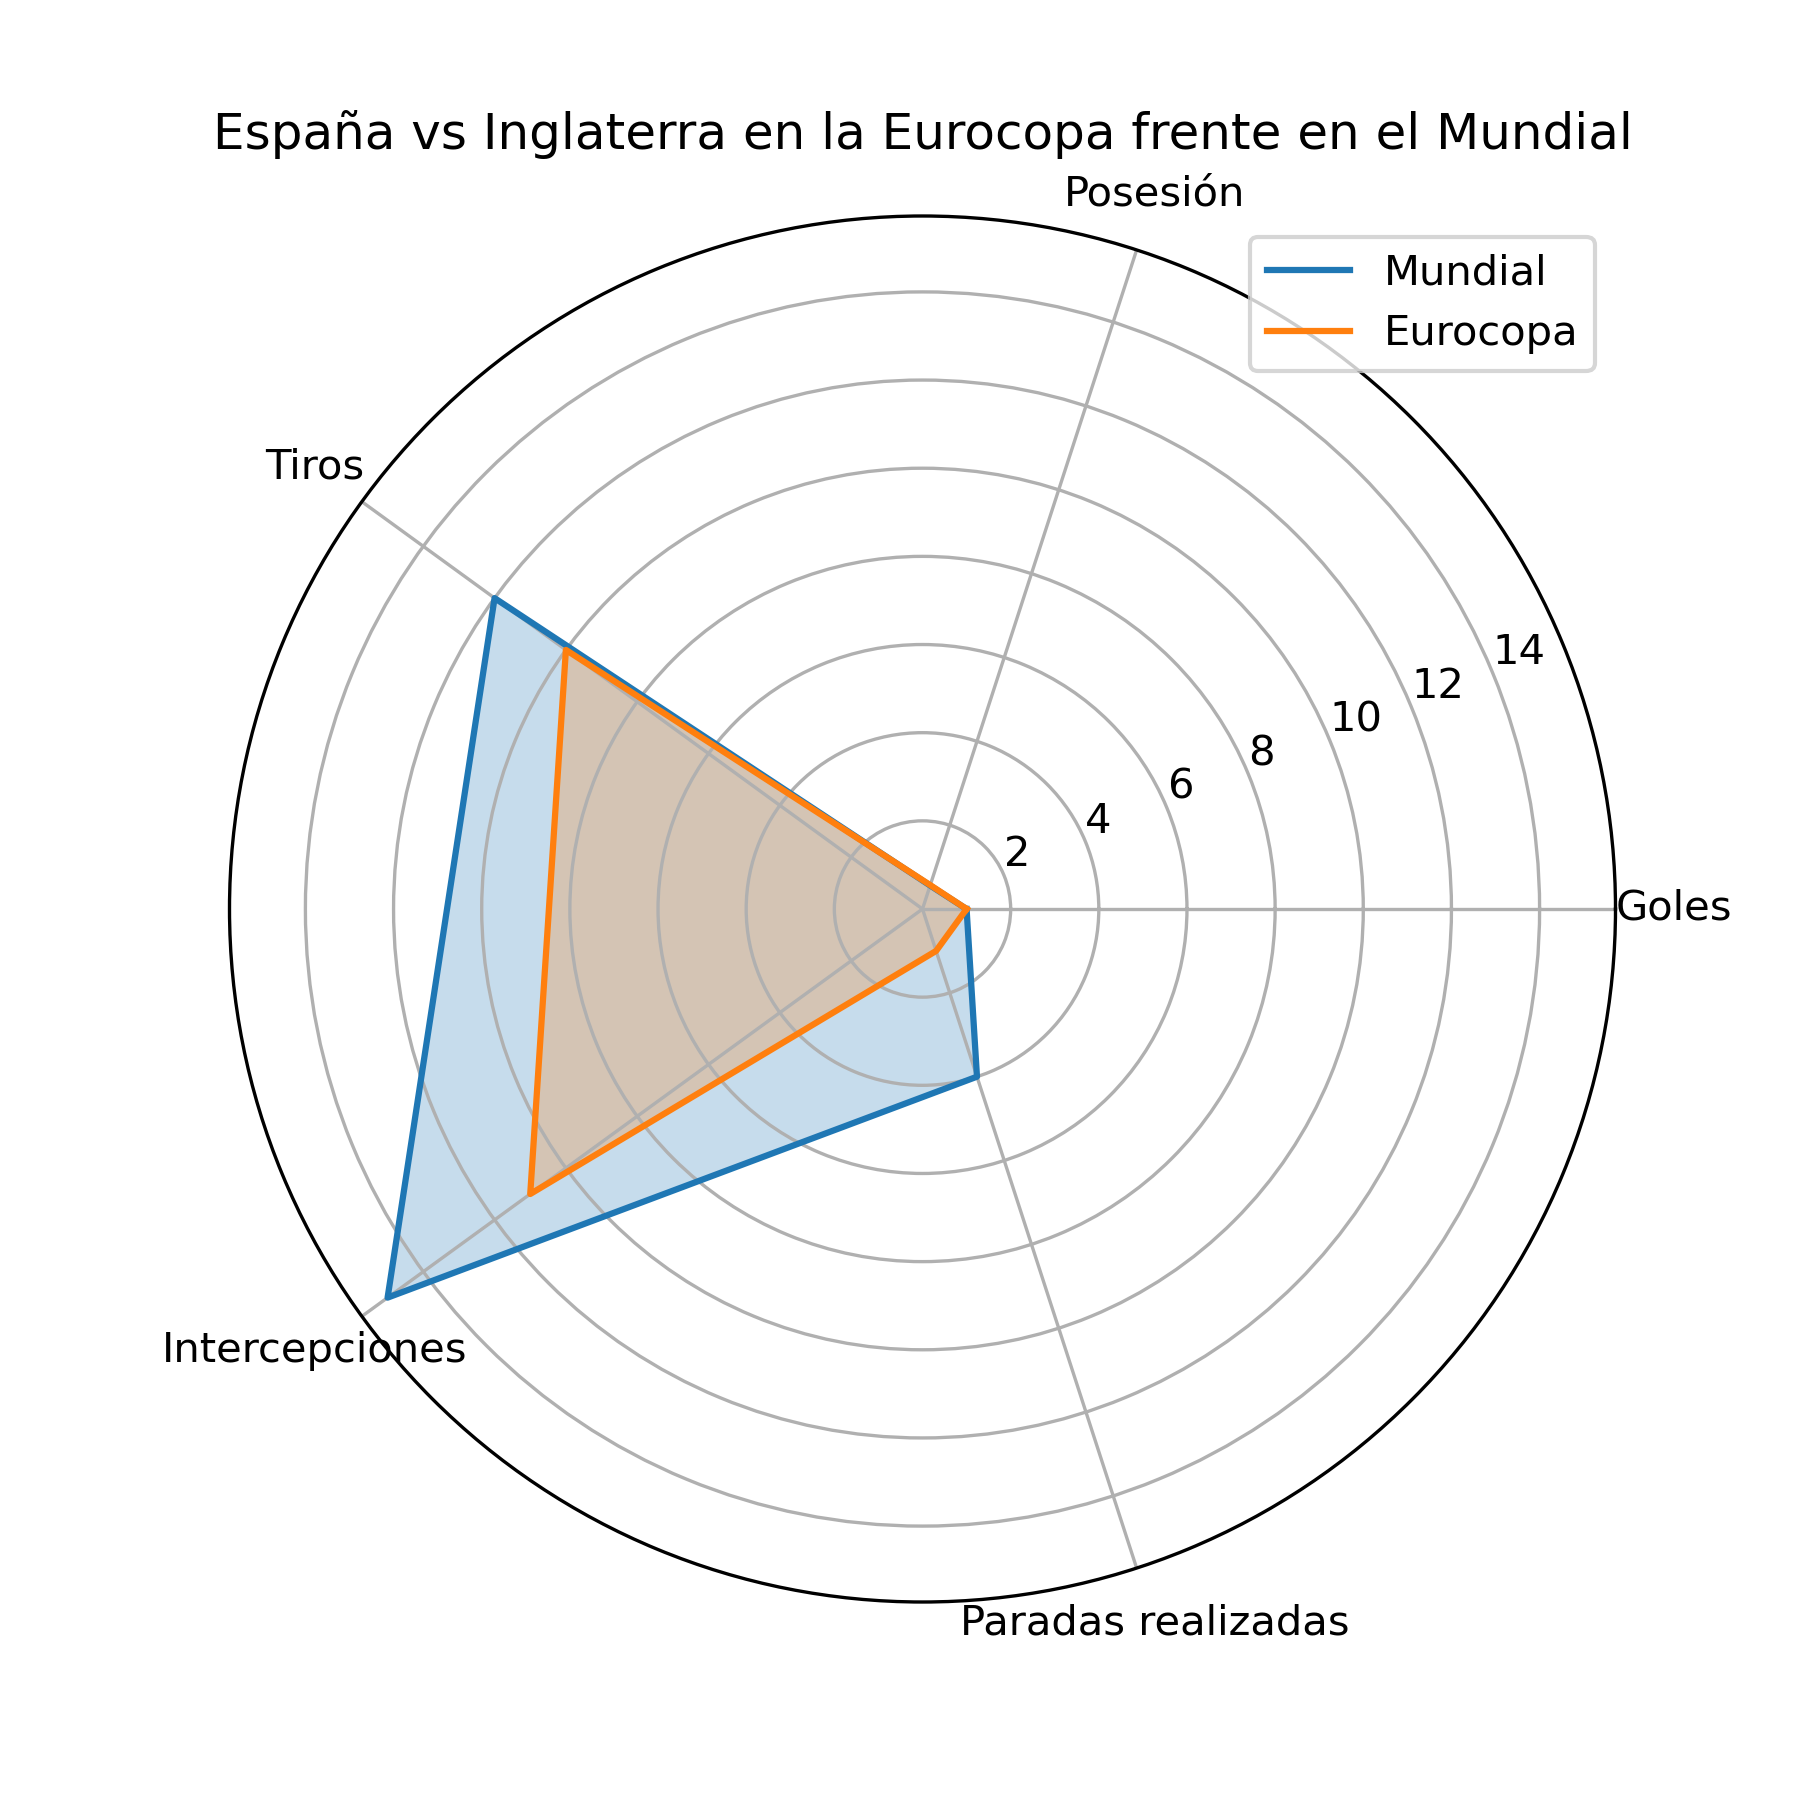 España vs Inglaterra en la Eurocopa frente en el Mundial
Posesión
Mundial
Eurocopa
Tiros
14
12
10
8
6
4
2
Goles
Intercepciones
Paradas realizadas